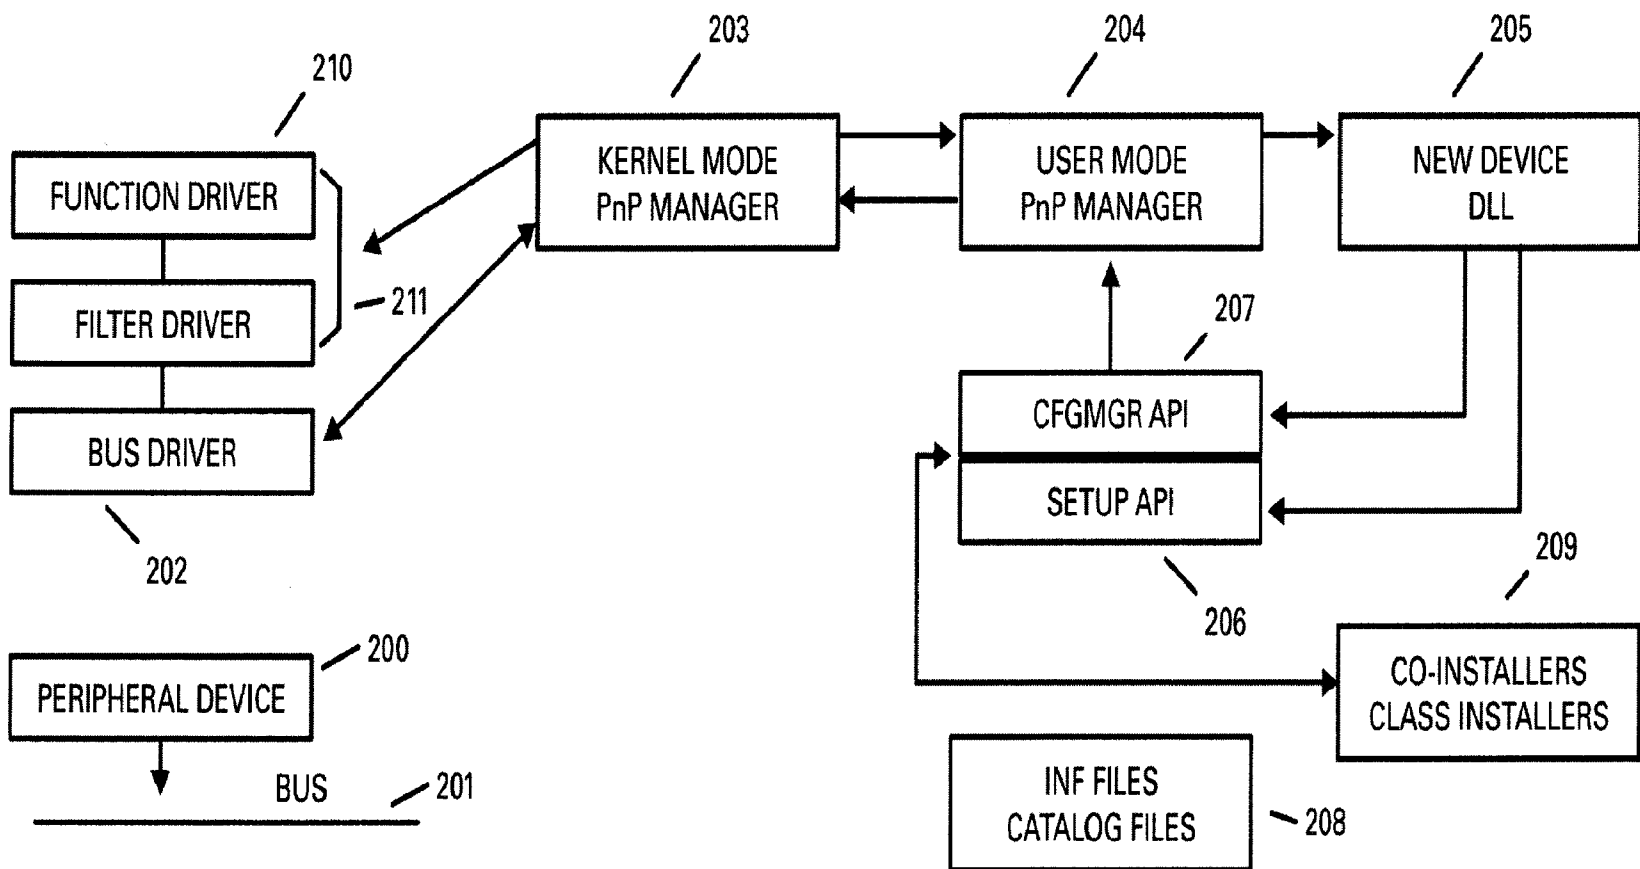 203
204
205
210
KERNEL MODE
PnP MANAGER
USER MODE
PnP MANAGER
NEW DEVICE
DLL
FUNCTION DRIVER
FILTER DRIVER
211
207
BUS DRIVER
CFGMGR API
SETUP API
202
206
209
200
PERIPHERAL DEVICE
CO-INSTALLERS
CLASS INSTALLERS
BUS
201
INF FILES
CATALOG FILES
208